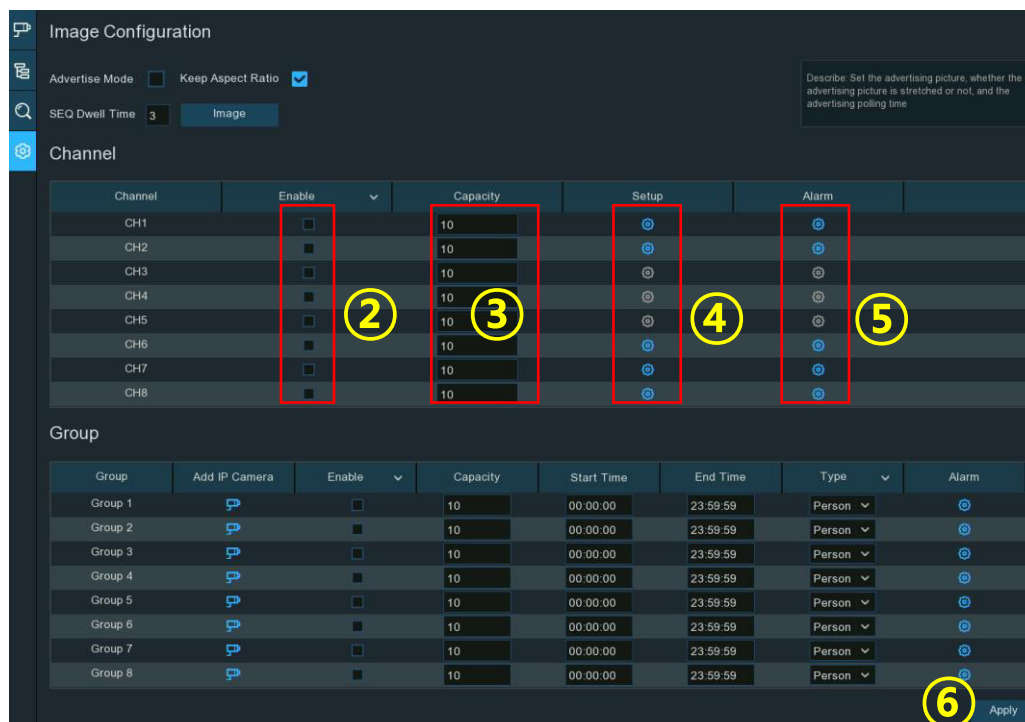 Image Configuration
Advertise Mode Keep Aspect Ratio
SEQ Dwell Time 3 Image
Describe: Set the advertising picture, whether the
advertising picture is stretched or not, and the
advertising polling time
Channel
Channel Enable Capacity Setup Alarm
CH1 10
CH2 10
CH3 10
CH4 10
CH5 10
CH6 10
CH7 10
CH8 10
② ③ ④ ⑤
Group
Group Add IP Camera Enable Capacity Start Time End Time Type Alarm
Group 1 10 00:00:00 23:59:59 Person
Group 2 10 00:00:00 23:59:59 Person
Group 3 10 00:00:00 23:59:59 Person
Group 4 10 00:00:00 23:59:59 Person
Group 5 10 00:00:00 23:59:59 Person
Group 6 10 00:00:00 23:59:59 Person
Group 7 10 00:00:00 23:59:59 Person
Group 8 10 00:00:00 23:59:59 Person
⑥ Apply